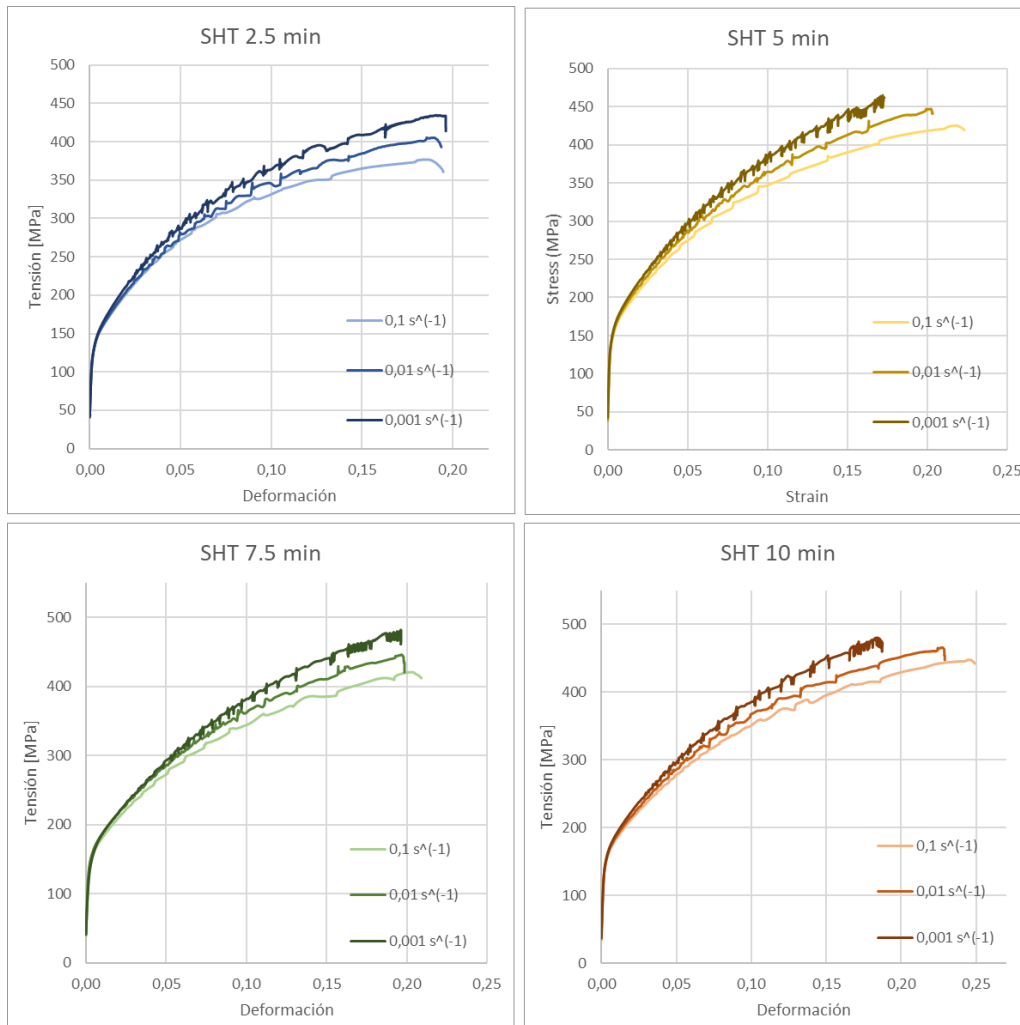 SHT 2.5 min
Tensión [MPa]
500
450
400
350
300
250
200
150
100
50
0
0,1 s^(-1)
0,01 s^(-1)
0,001 s^(-1)
0,00 0,05 0,10 0,15 0,20
Deformación
SHT 5 min
Stress (MPa)
500
450
400
350
300
250
200
150
100
50
0
0,1 s^(-1)
0,01 s^(-1)
0,001 s^(-1)
0,00 0,05 0,10 0,15 0,20 0,25
Strain
SHT 7.5 min
Tensión [MPa]
500
400
300
200
100
0
0,1 s^(-1)
0,01 s^(-1)
0,001 s^(-1)
0,00 0,05 0,10 0,15 0,20 0,25
Deformación
SHT 10 min
Tensión [MPa]
500
400
300
200
100
0
0,1 s^(-1)
0,01 s^(-1)
0,001 s^(-1)
0,00 0,05 0,10 0,15 0,20 0,25
Deformación